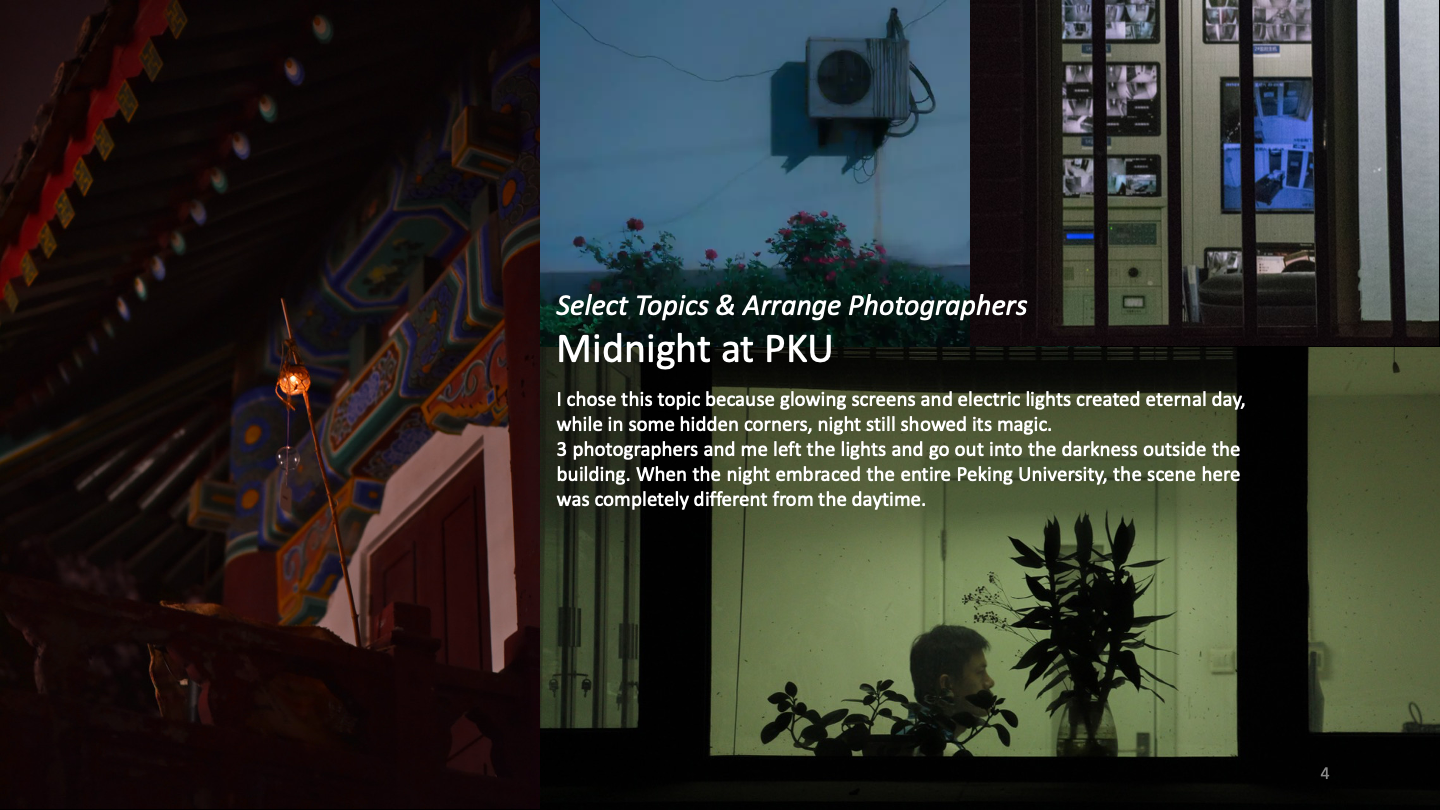 Select Topics & Arrange Photographers
Midnight at PKU
I chose this topic because glowing screens and electric lights created eternal day,
while in some hidden corners, night still showed its magic.
3 photographers and me left the lights and go out into the darkness outside the
building. When the night embraced the entire Peking University, the scene here
was completely different from the daytime.
4